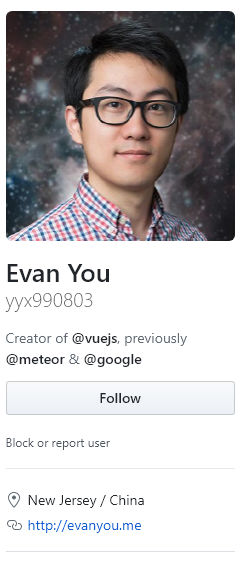 Evan You
yyx990803
Creator of @vuejs, previously
@meteor & @google
Follow
Block or report user
New Jersey / China
http://evanyou.me